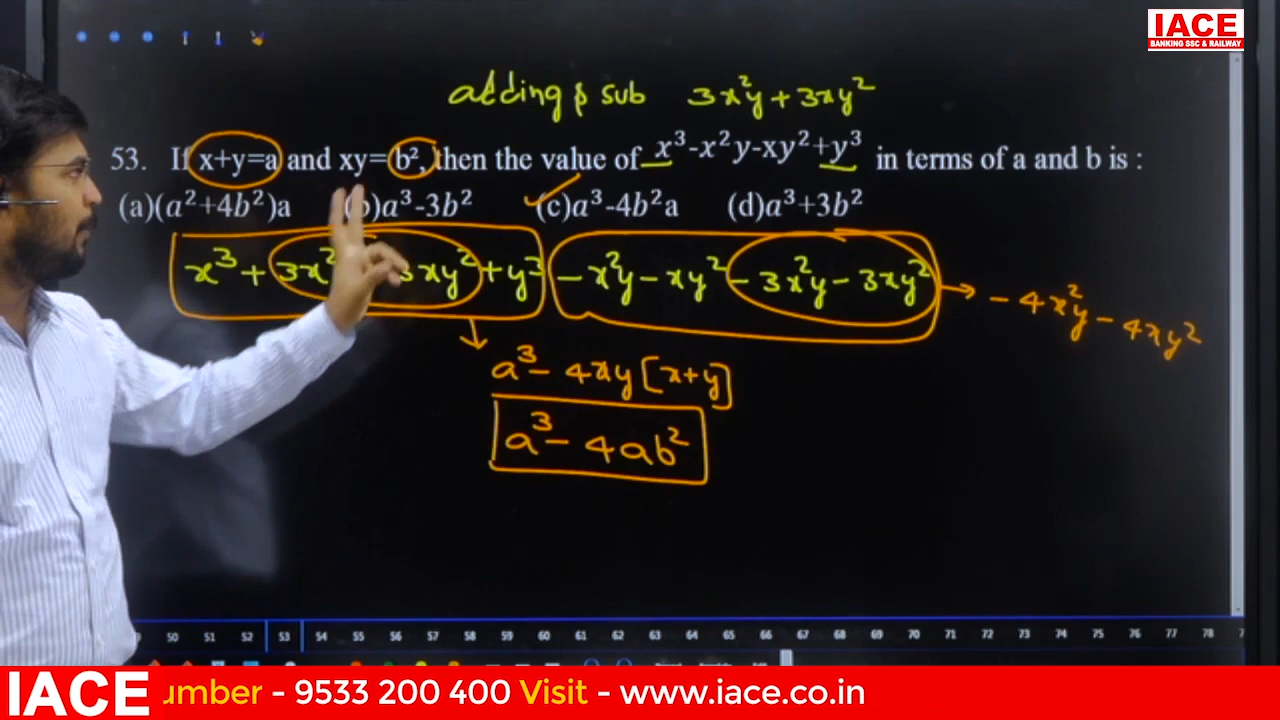 IACE
BANKING SSC & RAILWAY
adding & sub 3x²y + 3xy²
53. If x+y=a and xy= b², then the value of x³-x²y-xy²+y³ in terms of a and b is :
(a)(a²+4b²)a (b)a³-3b² (c)a³-4b²a (d)a³+3b²
x³ + 3x² 3xy² + y³ - x²y - xy² - 3x²y - 3xy² → - 4x²y - 4xy²
a³ - 4xy [x+y]
a³ - 4ab²
50 51 52 53 54 55 56 57 58 59 60 61 62 63 64 65 66 67 68 69 70 71 72 73 74 75 76 77 78
IACE umber - 9533 200 400 Visit - www.iace.co.in